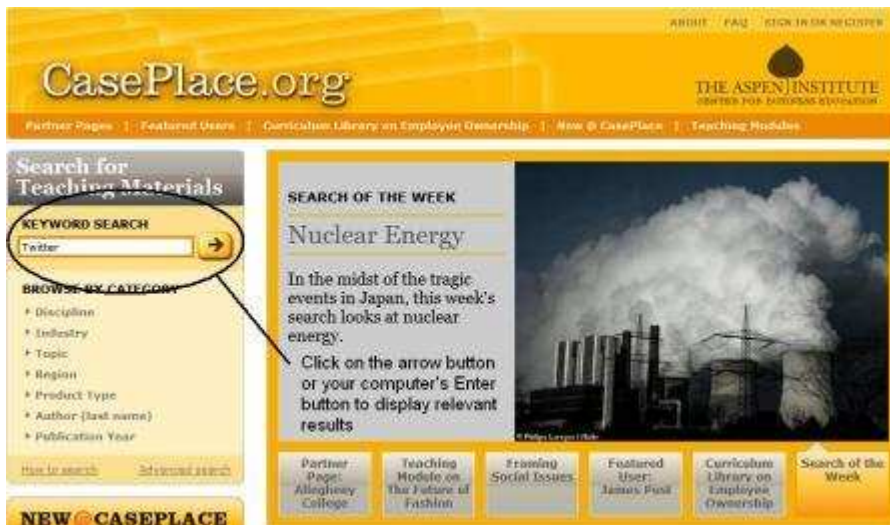 ABOUT FAQ SIGN IN OR REGISTER
CasePlace.org
THE ASPEN INSTITUTE
CENTER FOR BUSINESS EDUCATION
Partner Pages | Featured Users | Curriculum Library on Employee Ownership | New @ CasePlace | Teaching Modules
Search for
Teaching Materials
KEYWORD SEARCH
Twitter
BROWSE BY CATEGORY
Discipline
Industry
Topic
Region
Product Type
Author (last name)
Publication Year
How to search Advanced search
NEW@CASEPLACE
SEARCH OF THE WEEK
Nuclear Energy
In the midst of the tragic
events in Japan, this week's
search looks at nuclear
energy.
Click on the arrow button
or your computer's Enter
button to display relevant
results
Partner
Page:
Allegheny
College
Teaching
Module on
The Future of
Fashion
Framing
Social Issues
Featured
User:
James Post
Curriculum
Library on
Employee
Ownership
Search of the
Week